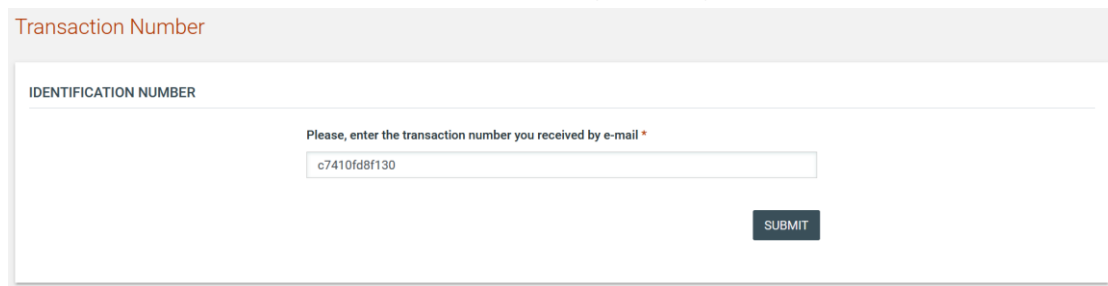 Transaction Number
IDENTIFICATION NUMBER
Please, enter the transaction number you received by e-mail *
c7410fd8f130
SUBMIT